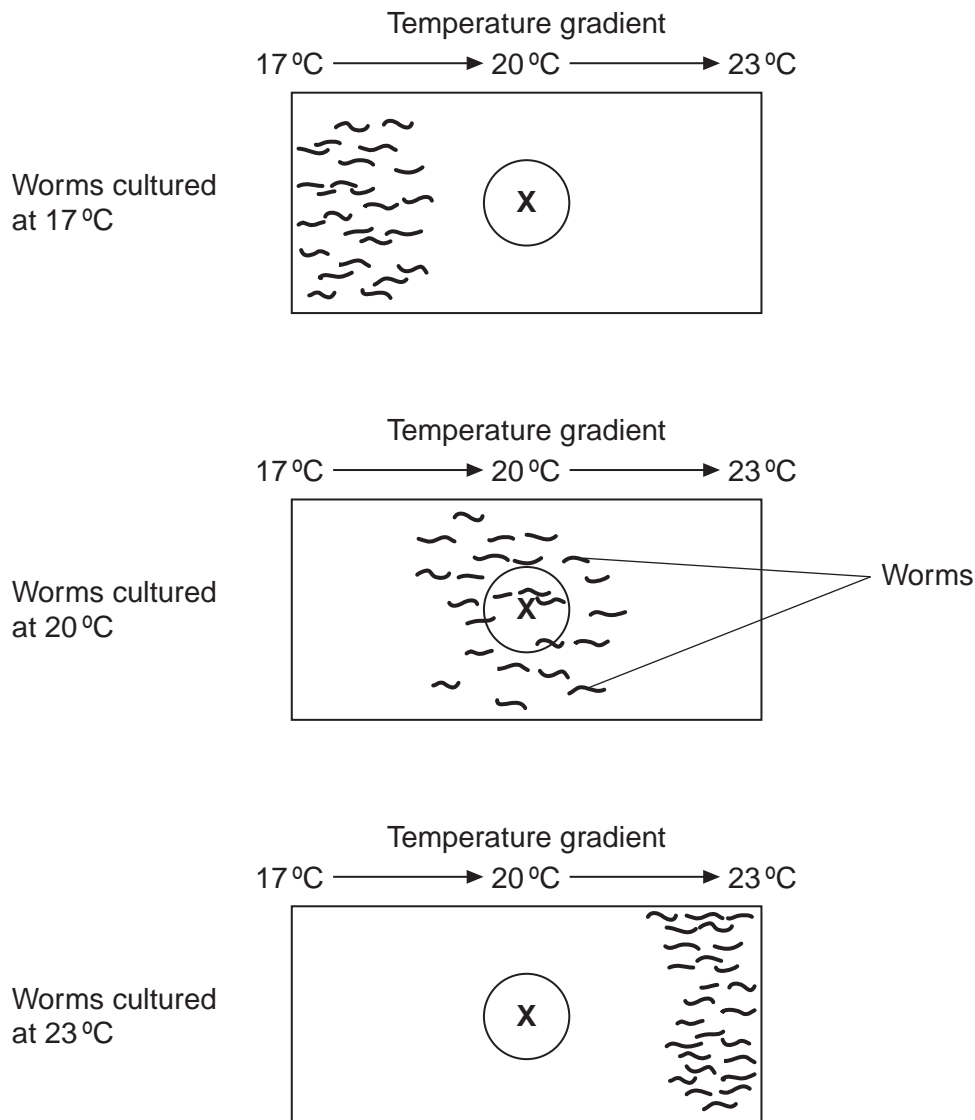 Temperature gradient
17 ºC 20 ºC 23 ºC
Worms cultured
at 17 ºC
X
Temperature gradient
17 ºC 20 ºC 23 ºC
Worms cultured
at 20 ºC
X
Worms
Temperature gradient
17 ºC 20 ºC 23 ºC
Worms cultured
at 23 ºC
X